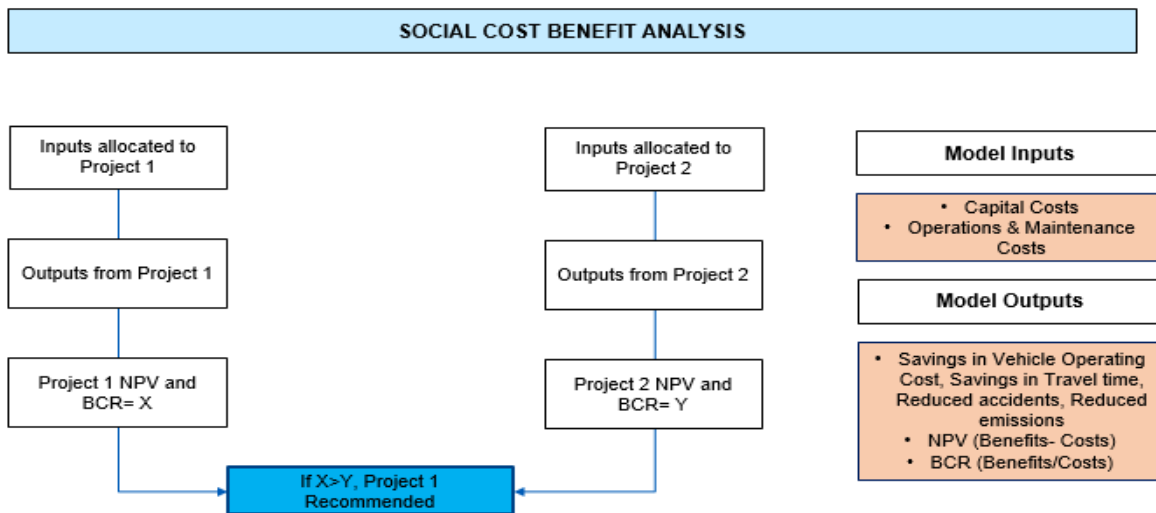 SOCIAL COST BENEFIT ANALYSIS
Inputs allocated to
Project 1
Outputs from Project 1
Project 1 NPV and
BCR= X
Inputs allocated to
Project 2
Outputs from Project 2
Project 2 NPV and
BCR= Y
If X>Y, Project 1
Recommended
Model Inputs
• Capital Costs
• Operations & Maintenance
Costs
Model Outputs
• Savings in Vehicle Operating
Cost, Savings in Travel time,
Reduced accidents, Reduced
emissions
• NPV (Benefits- Costs)
• BCR (Benefits/Costs)